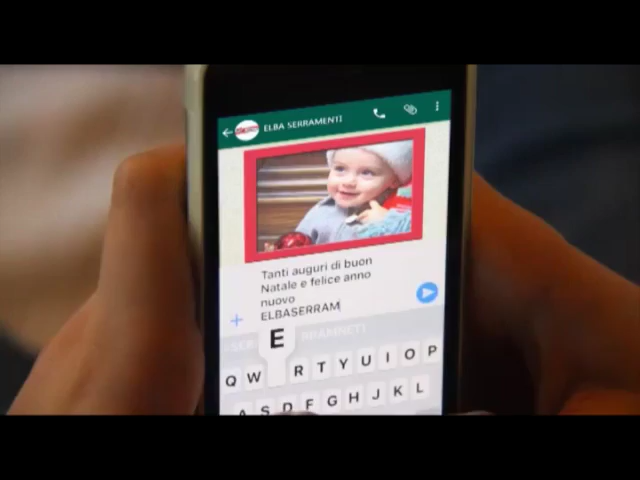 ELBA SERRAMENTI
Tanti auguri di buon
Natale e felice anno
nuovo
ELBASERRAM
E
Q W R T Y U I O P
A S D F G H J K L